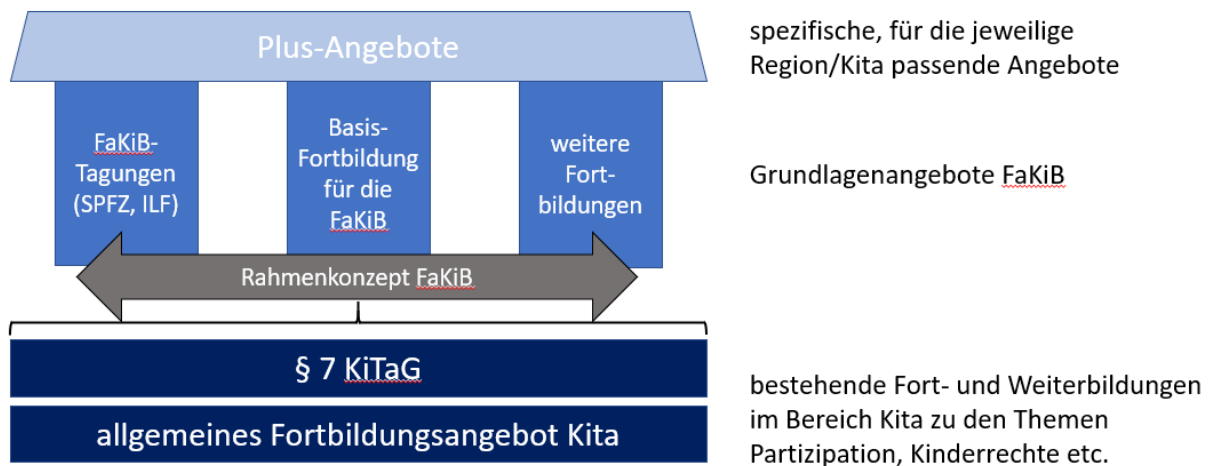 Plus-Angebote
spezifische, für die jeweilige
Region/Kita passende Angebote
FaKiB-
Tagungen
(SPFZ, ILF)
Basis-
Fortbildung
für die
FaKiB
weitere
Fort-
bildungen
Grundlagenangebote FaKiB
Rahmenkonzept FaKiB
§ 7 KiTaG
allgemeines Fortbildungsangebot Kita
bestehende Fort- und Weiterbildungen
im Bereich Kita zu den Themen
Partizipation, Kinderrechte etc.